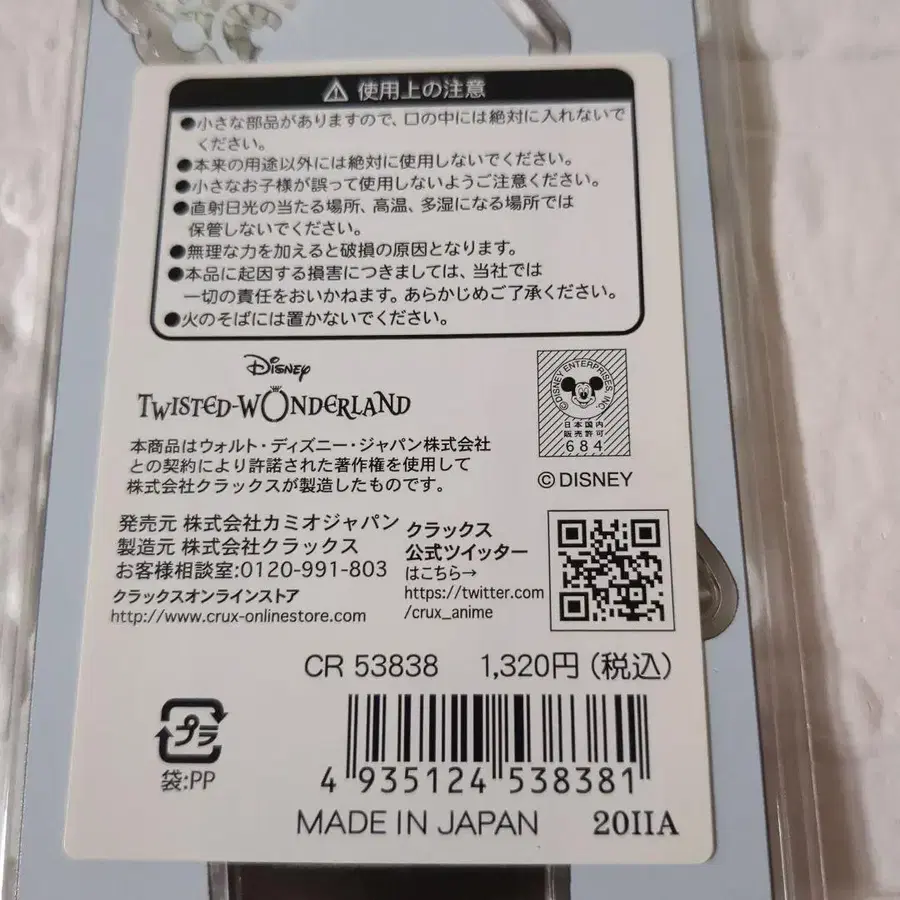 ⚠ 使用上の注意
●小さな部品がありますので、口の中には絶対に入れないで
ください。
●本来の用途以外には絶対に使用しないでください。
●小さなお子様が誤って使用しないようご注意ください。
●直射日光の当たる場所、高温、多湿になる場所では
保管しないでください。
●無理な力を加えると破損の原因となります。
●本品に起因する損害につきましては、当社では
一切の責任をおいかねます。あらかじめご了承ください。
●火のそばには置かないでください。
Disney
TWISTED-WONDERLAND
©DISNEY ENTERPRISES, INC.
日本国内
販売許可
684
©DISNEY
本商品はウォルト・ディズニー・ジャパン株式会社
との契約により許諾された著作権を使用して
株式会社クラックスが製造したものです。
発売元 株式会社カミオジャパン
製造元 株式会社クラックス
お客様相談室:0120-991-803
クラックスオンラインストア
http://www.crux-onlinestore.com
クラックス
公式ツイッター
はこちら→
https://twitter.com
/crux_anime
CR 53838 1,320円（税込）
プラ
袋:PP
4 935124 538381
MADE IN JAPAN 20IIA